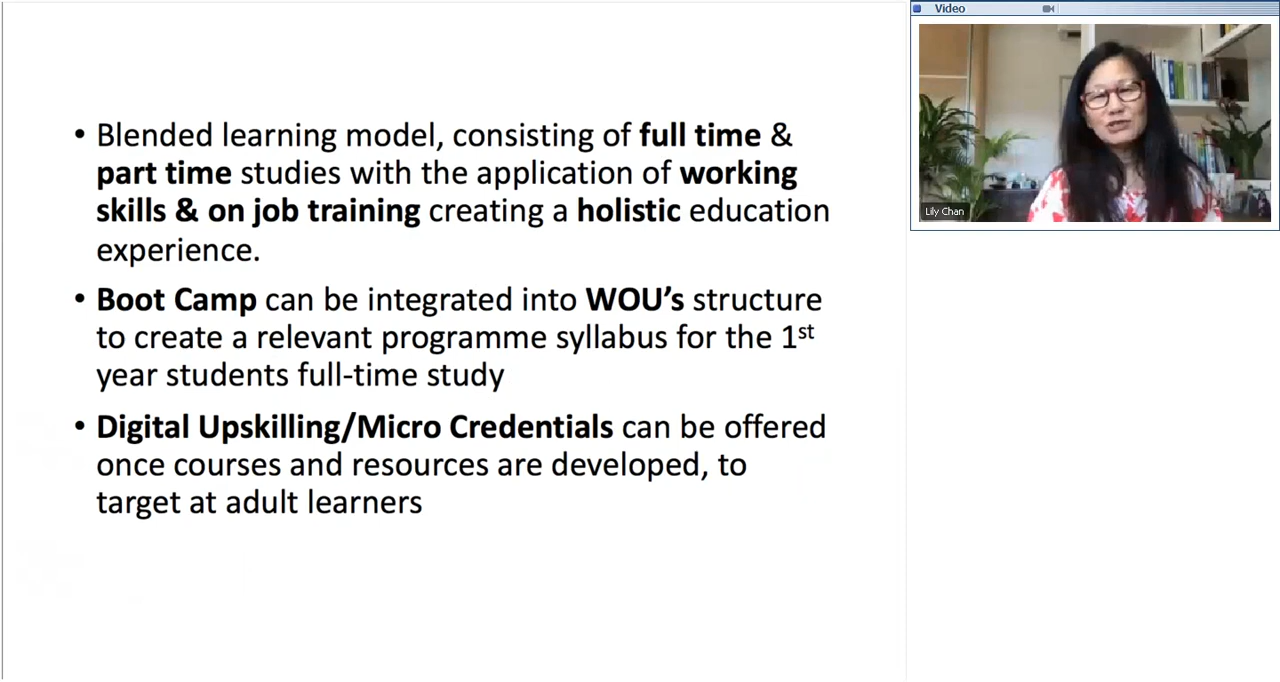 Video
• Blended learning model, consisting of full time &
part time studies with the application of working
skills & on job training creating a holistic education
experience.
• Boot Camp can be integrated into WOU’s structure
to create a relevant programme syllabus for the 1st
year students full-time study
• Digital Upskilling/Micro Credentials can be offered
once courses and resources are developed, to
target at adult learners
Lily Chan